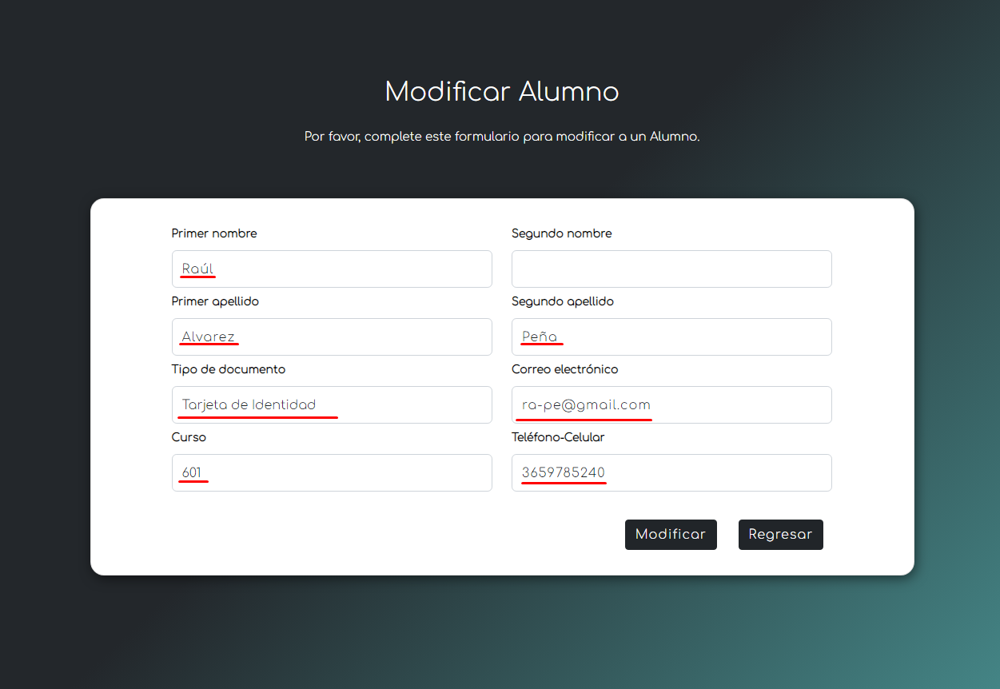 Modificar Alumno
Por favor, complete este formulario para modificar a un Alumno.
Primer nombre
Segundo nombre
Raúl
Primer apellido
Segundo apellido
Alvarez
Peña
Tipo de documento
Correo electrónico
Tarjeta de Identidad
ra-pe@gmail.com
Curso
Teléfono-Celular
601
3659785240
Modificar
Regresar